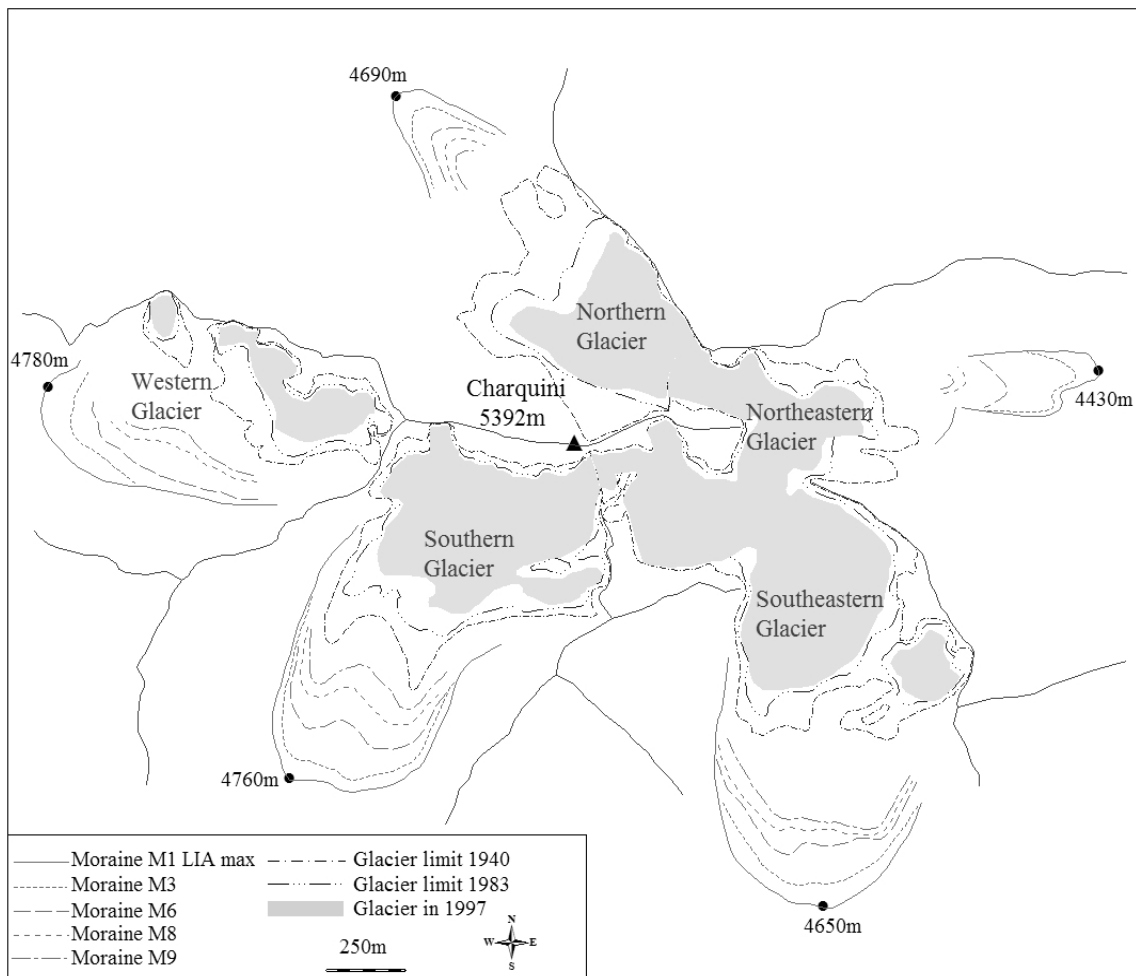 4690m
Northern
Glacier
4780m
Western
Glacier
Charquini
5392m
4430m
Northeastern
Glacier
Southern
Glacier
Southeastern
Glacier
4760m
4650m
Moraine M1 LIA max
Moraine M3
Moraine M6
Moraine M8
Moraine M9
Glacier limit 1940
Glacier limit 1983
Glacier in 1997
250m
N
W E
S